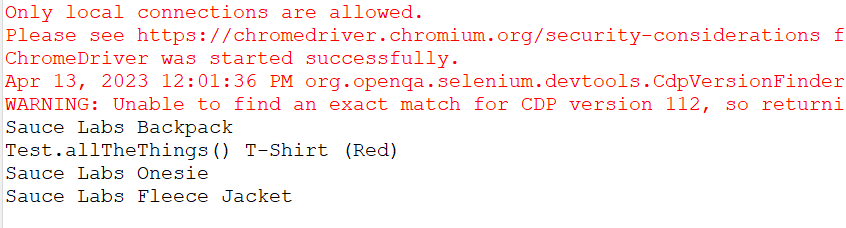 Only local connections are allowed.
Please see https://chromedriver.chromium.org/security-considerations f
ChromeDriver was started successfully.
Apr 13, 2023 12:01:36 PM org.openqa.selenium.devtools.CdpVersionFinder
WARNING: Unable to find an exact match for CDP version 112, so returni
Sauce Labs Backpack
Test.allTheThings() T-Shirt (Red)
Sauce Labs Onesie
Sauce Labs Fleece Jacket